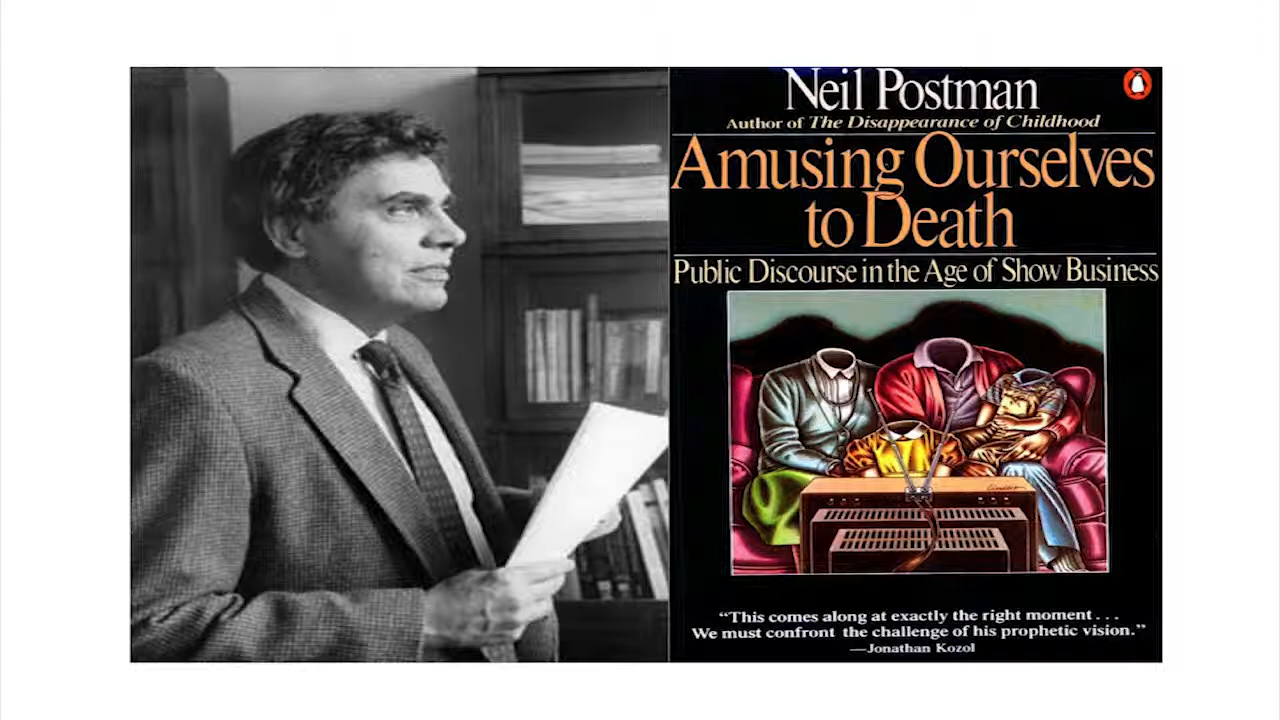 Neil Postman
Author of The Disappearance of Childhood
Amusing Ourselves
to Death
Public Discourse in the Age of Show Business
“This comes along at exactly the right moment . . .
We must confront the challenge of his prophetic vision.”
—Jonathan Kozol